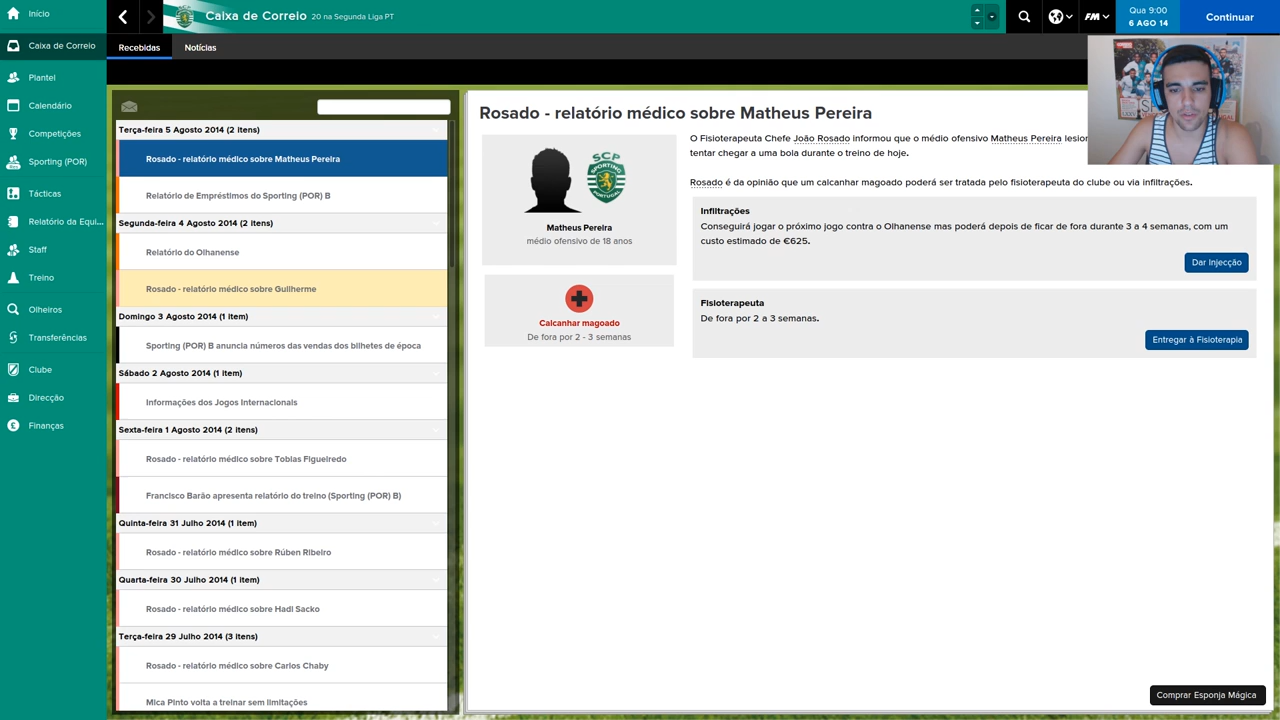 Início
Caixa de Correio
Plantel
Calendário
Competições
Sporting (POR)
Tácticas
Relatório da Equi...
Staff
Treino
Olheiros
Transferências
Clube
Direcção
Finanças
Caixa de Correio 20 na Segunda Liga PT
FM
Qua 9:00
6 AGO 14
Continuar
Recebidas Notícias
Terça-feira 5 Agosto 2014 (2 itens)
Rosado - relatório médico sobre Matheus Pereira
Relatório de Empréstimos do Sporting (POR) B
Segunda-feira 4 Agosto 2014 (2 itens)
Relatório do Olhanense
Rosado - relatório médico sobre Guilherme
Domingo 3 Agosto 2014 (1 item)
Sporting (POR) B anuncia números das vendas dos bilhetes de época
Sábado 2 Agosto 2014 (1 item)
Informações dos Jogos Internacionais
Sexta-feira 1 Agosto 2014 (2 itens)
Rosado - relatório médico sobre Tobias Figueiredo
Francisco Barão apresenta relatório do treino (Sporting (POR) B)
Quinta-feira 31 Julho 2014 (1 item)
Rosado - relatório médico sobre Rúben Ribeiro
Quarta-feira 30 Julho 2014 (1 item)
Rosado - relatório médico sobre Hadi Sacko
Terça-feira 29 Julho 2014 (3 itens)
Rosado - relatório médico sobre Carlos Chaby
Mica Pinto volta a treinar sem limitações
Rosado - relatório médico sobre Matheus Pereira
SCP
SPORTING
PORTUGAL
Matheus Pereira
médio ofensivo de 18 anos
Calcanhar magoado
De fora por 2 - 3 semanas
O Fisioterapeuta Chefe João Rosado informou que o médio ofensivo Matheus Pereira
tentar chegar a uma bola durante o treino de hoje.
Rosado é da opinião que um calcanhar magoado poderá ser tratada pelo fisioterapeuta do clube ou via infiltrações.
Infiltrações
Conseguirá jogar o próximo jogo contra o Olhanense mas poderá depois de ficar de fora durante 3 a 4 semanas, com um
custo estimado de €625.
Dar Injecção
Fisioterapeuta
De fora por 2 a 3 semanas.
Entregar à Fisioterapia
Comprar Esponja Mágica